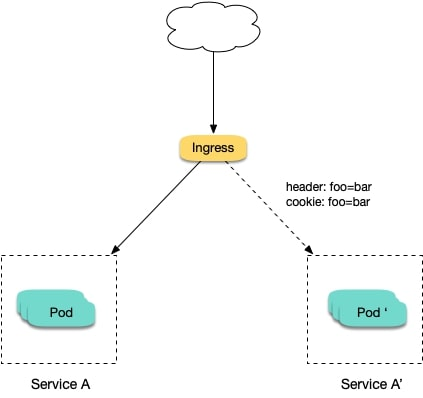 Ingress
header: foo=bar
cookie: foo=bar
Pod
Pod ‘
Service A
Service A’